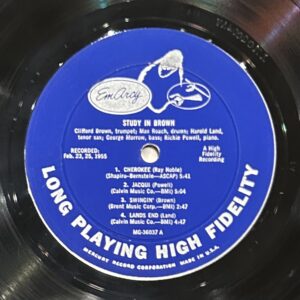 EmArcy
STUDY IN BROWN
Clifford Brown, trumpet; Max Roach, drums; Harold Land,
tenor sax; George Morrow, bass; Richie Powell, piano.
RECORDED:
Feb. 23, 25, 1955
A High
Fidelity
Recording
1. CHEROKEE (Ray Noble)
(Shapiro-Bernstein—ASCAP) 5:41
2. JACQUI (Powell)
(Calvin Music Co.—BMI) 5:04
3. SWINGIN' (Brown)
(Brent Music Corp.—BMI) 2:47
4. LANDS END (Land)
(Calvin Music Co.—BMI) 4:47
MG-36037 A
LONG PLAYING HIGH FIDELITY
MERCURY RECORD CORPORATION MADE IN U.S.A.